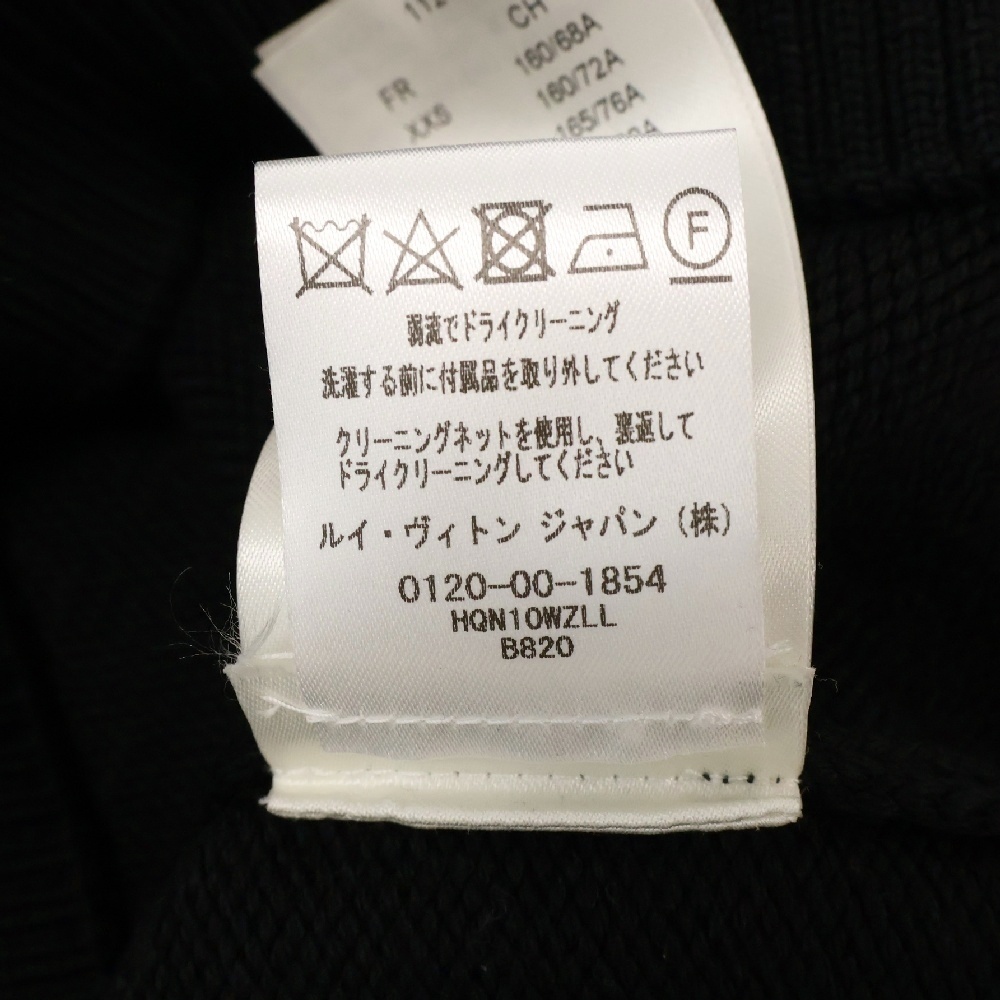 CH
160/68A
FR
160/72A
XXS
165/76A
F
弱流でドライクリーニング
洗濯する前に付属品を取り外してください
クリーニングネットを使用し、裏返して
ドライクリーニングしてください
ルイ・ヴィトン ジャパン（株）
0120-00-1854
HQN10WZLL
B820